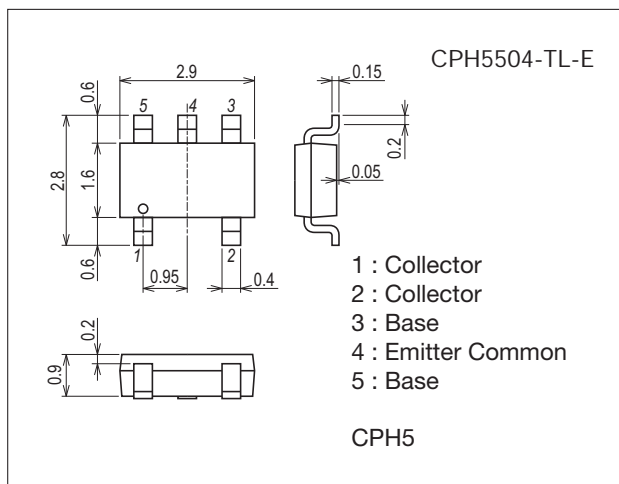 CPH5504-TL-E
2.9
0.15
0.6
5
4
3
0.2
2.8
1.6
0.05
0.6
1
2
0.95
0.4
1 : Collector
2 : Collector
3 : Base
4 : Emitter Common
5 : Base
0.2
0.9
CPH5